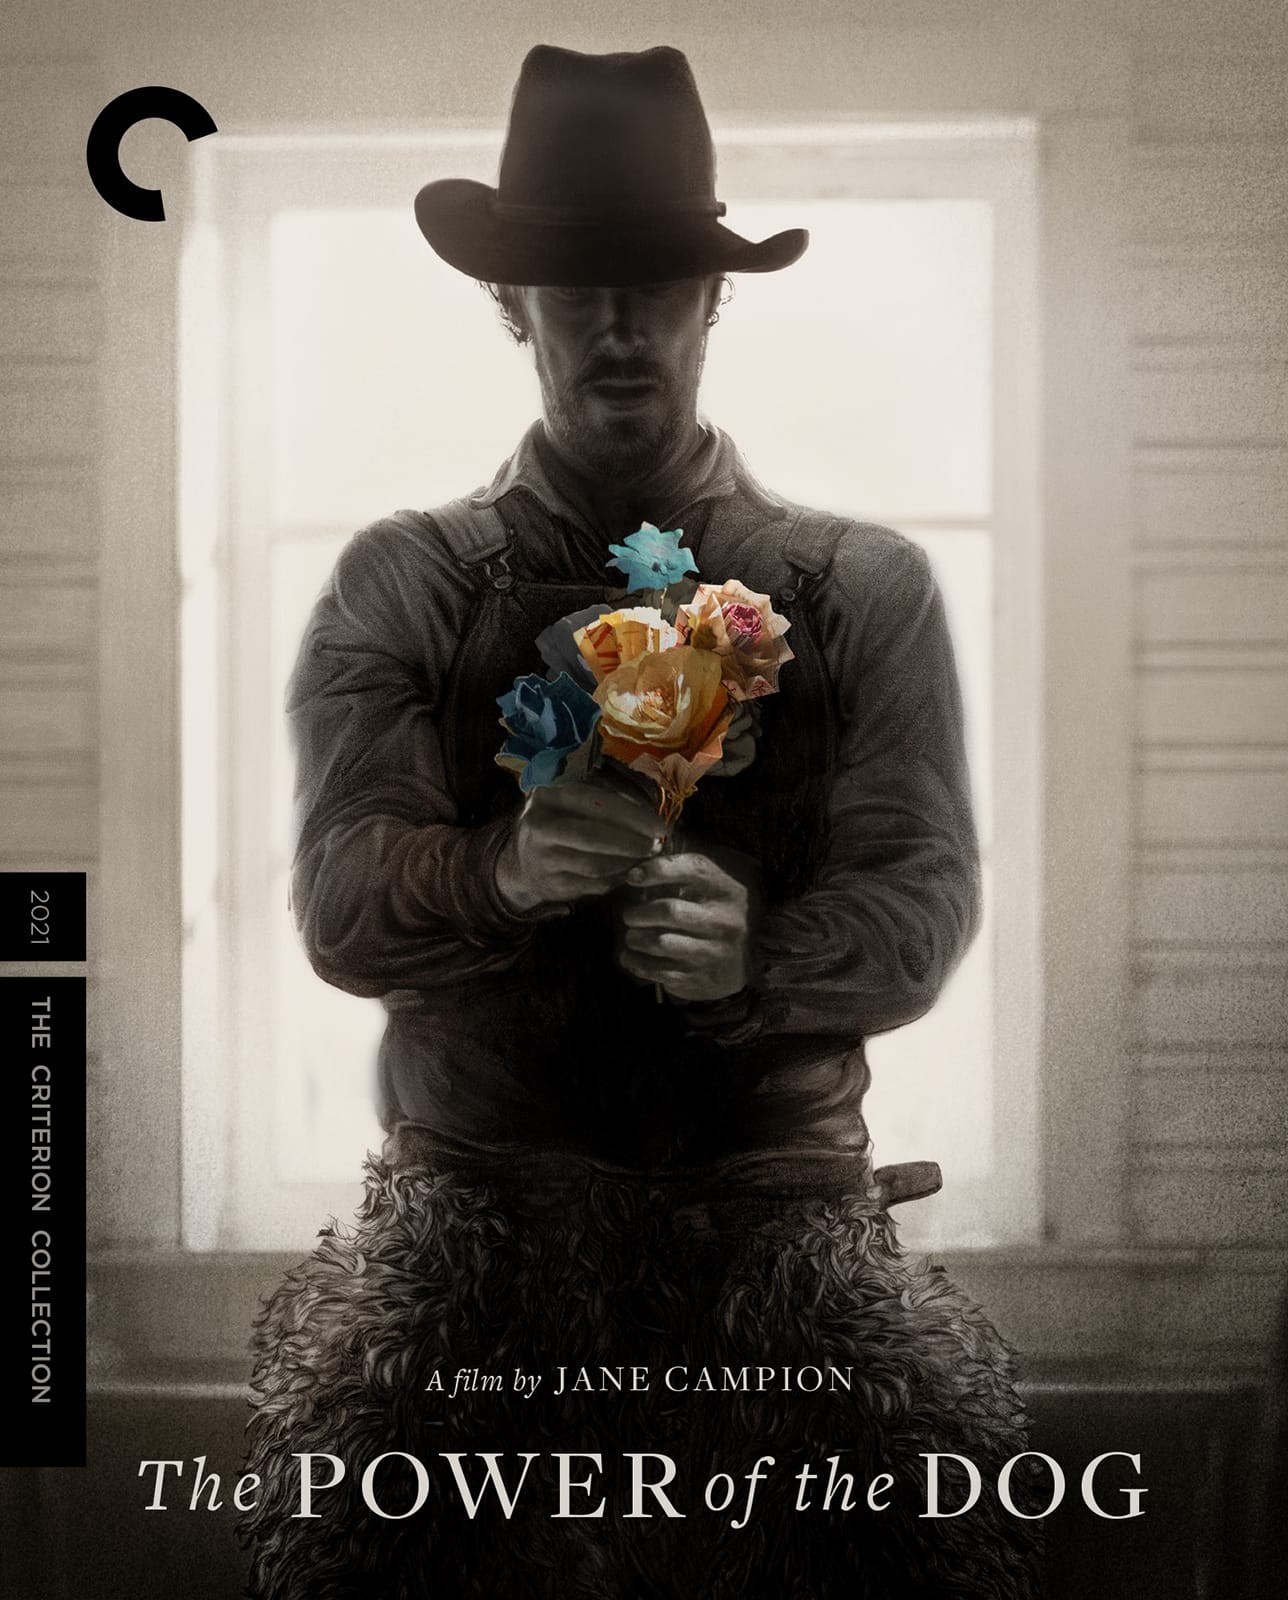 2021
THE CRITERION COLLECTION
A film by JANE CAMPION
The POWER of the DOG